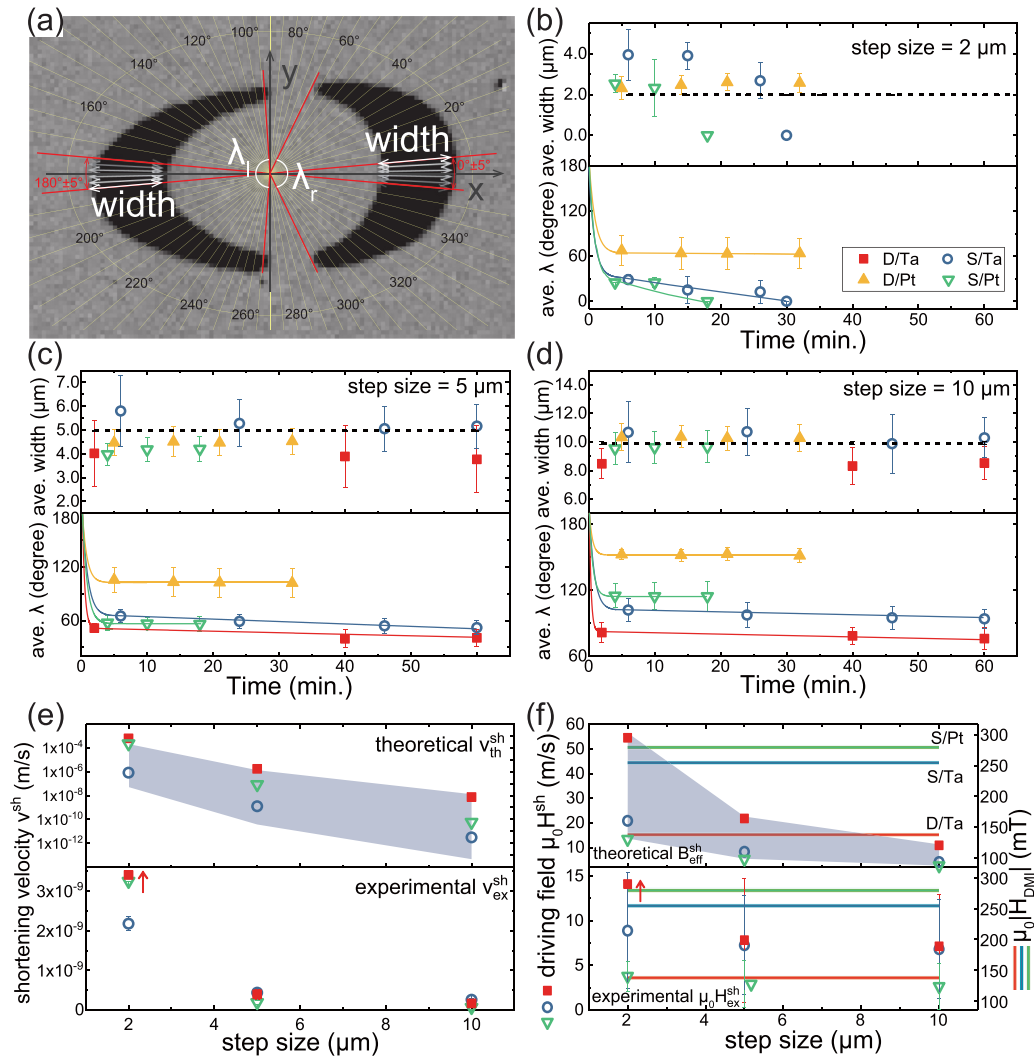 (a)
120°
100°
80°
60°
140°
40°
160°
20°
y
width
λl
λr
180°±5°
0°±5°
width
x
200°
340°
220°
320°
240°
260°
280°
300°
(b)
step size = 2 μm
ave. width (μm)
4.0
2.0
0.0
ave. λ (degree)
180
120
60
0
D/Ta
S/Ta
D/Pt
S/Pt
0 10 20 30 40 50 60
Time (min.)
(c)
step size = 5 μm
ave. width (μm)
7.0
6.0
5.0
4.0
3.0
2.0
ave. λ (degree)
180
120
60
0 10 20 30 40 50 60
Time (min.)
(d)
step size = 10 μm
ave. width (μm)
14.0
12.0
10.0
8.0
6.0
ave. λ (degree)
180
120
60
0 10 20 30 40 50 60
Time (min.)
(e)
shortening velocity v^sh (m/s)
theoretical v_th^sh
1x10^-4
1x10^-6
1x10^-8
1x10^-10
1x10^-12
experimental v_ex^sh
3x10^-9
2x10^-9
1x10^-9
0
2 4 6 8 10
step size (μm)
(f)
driving field μ0H^sh (m/s)
60
50
40
30
20
10
S/Pt
S/Ta
D/Ta
theoretical B_eff^sh
300
250
200
150
100
15
10
5
0
experimental μ0H_ex^sh
300
250
200
150
100
μ0|H_DMI| (mT)
2 4 6 8 10
step size (μm)